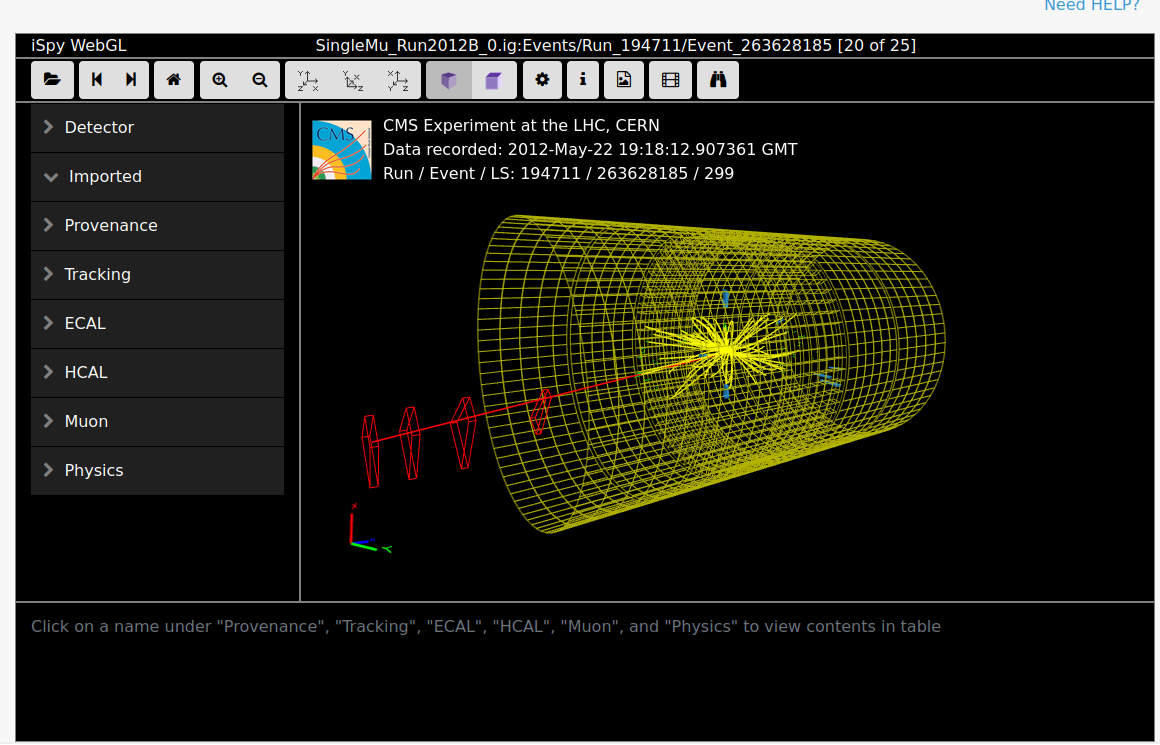 Need HELP?
iSpy WebGL
SingleMu_Run2012B_0.ig:Events/Run_194711/Event_263628185 [20 of 25]
Detector
Imported
Provenance
Tracking
ECAL
HCAL
Muon
Physics
CMS
CMS Experiment at the LHC, CERN
Data recorded: 2012-May-22 19:18:12.907361 GMT
Run / Event / LS: 194711 / 263628185 / 299
Click on a name under "Provenance", "Tracking", "ECAL", "HCAL", "Muon", and "Physics" to view contents in table